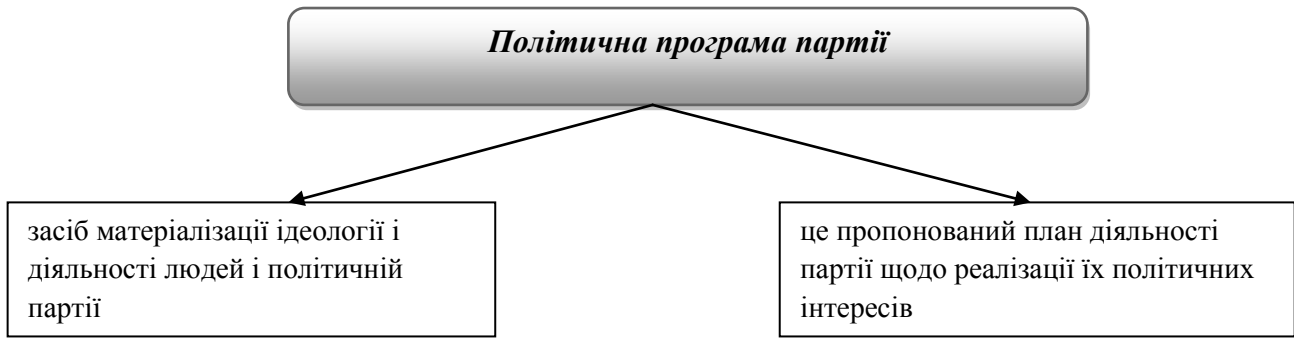 Політична програма партії
засіб матеріалізації ідеології і
діяльності людей і політичній
партії
це пропонований план діяльності
партії щодо реалізації їх політичних
інтересів